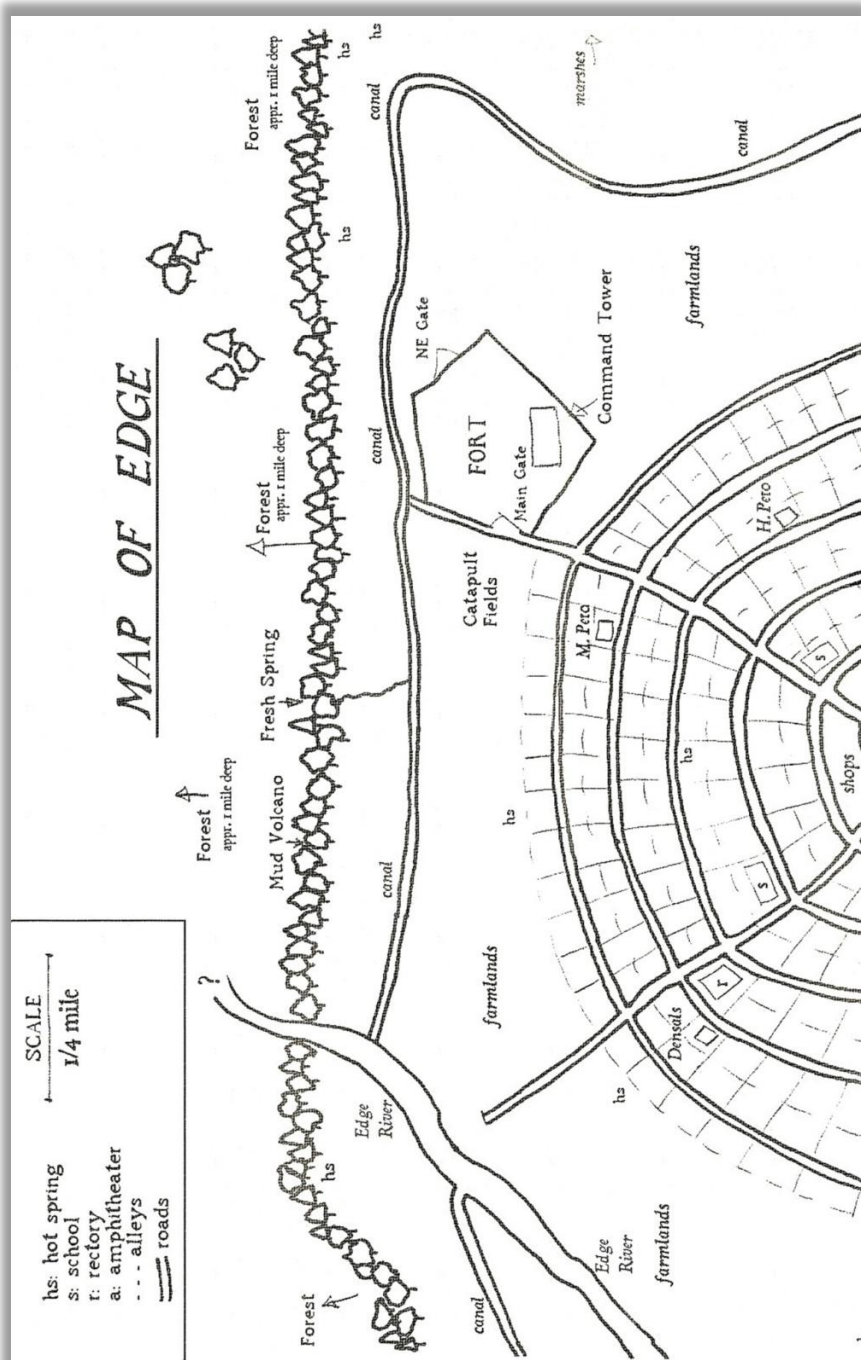 MAP OF EDGE
SCALE
1/4 mile
hs: hot spring
s: school
r: rectory
a: amphitheater
- - - alleys
roads
Forest
Forest
appr. 1 mile deep
Mud Volcano
Fresh Spring
Forest
appr. 1 mile deep
Forest
appr. 1 mile deep
?
hs
hs
hs
hs
Edge
River
canal
canal
canal
canal
marshes
canal
FORT
NE Gate
Main Gate
Command Tower
Catapult
Fields
farmlands
farmlands
farmlands
Edge
River
hs
hs
hs
M. Peto
H. Peto
Densals
r
s
s
shops